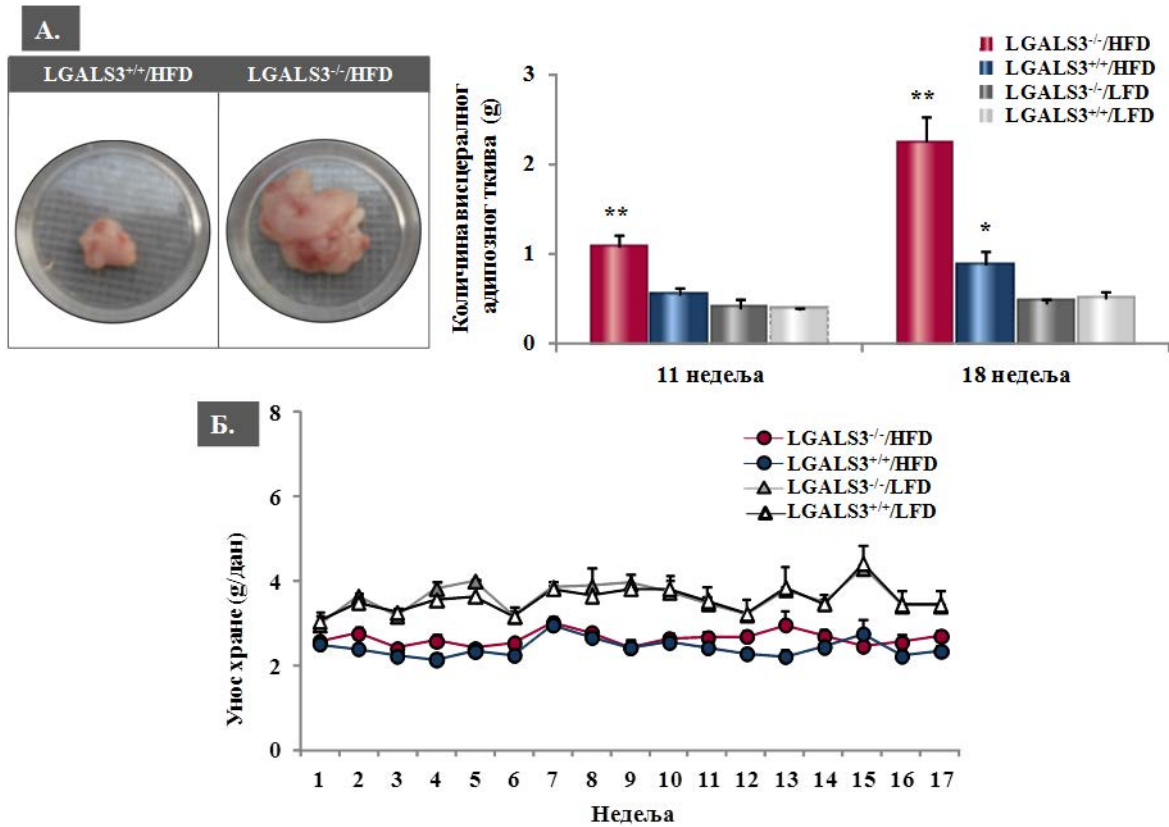 А.
LGALS3⁺/⁺/HFD
LGALS3⁻/⁻/HFD
Количина висцералног
адипозног ткива (g)
3
2
1
0
**
**
*
11 недеља
18 недеља
LGALS3⁻/⁻/HFD
LGALS3⁺/⁺/HFD
LGALS3⁻/⁻/LFD
LGALS3⁺/⁺/LFD
Б.
Унос хране (g/дан)
8
6
4
2
0
LGALS3⁻/⁻/HFD
LGALS3⁺/⁺/HFD
LGALS3⁻/⁻/LFD
LGALS3⁺/⁺/LFD
1 2 3 4 5 6 7 8 9 10 11 12 13 14 15 16 17
Недеља